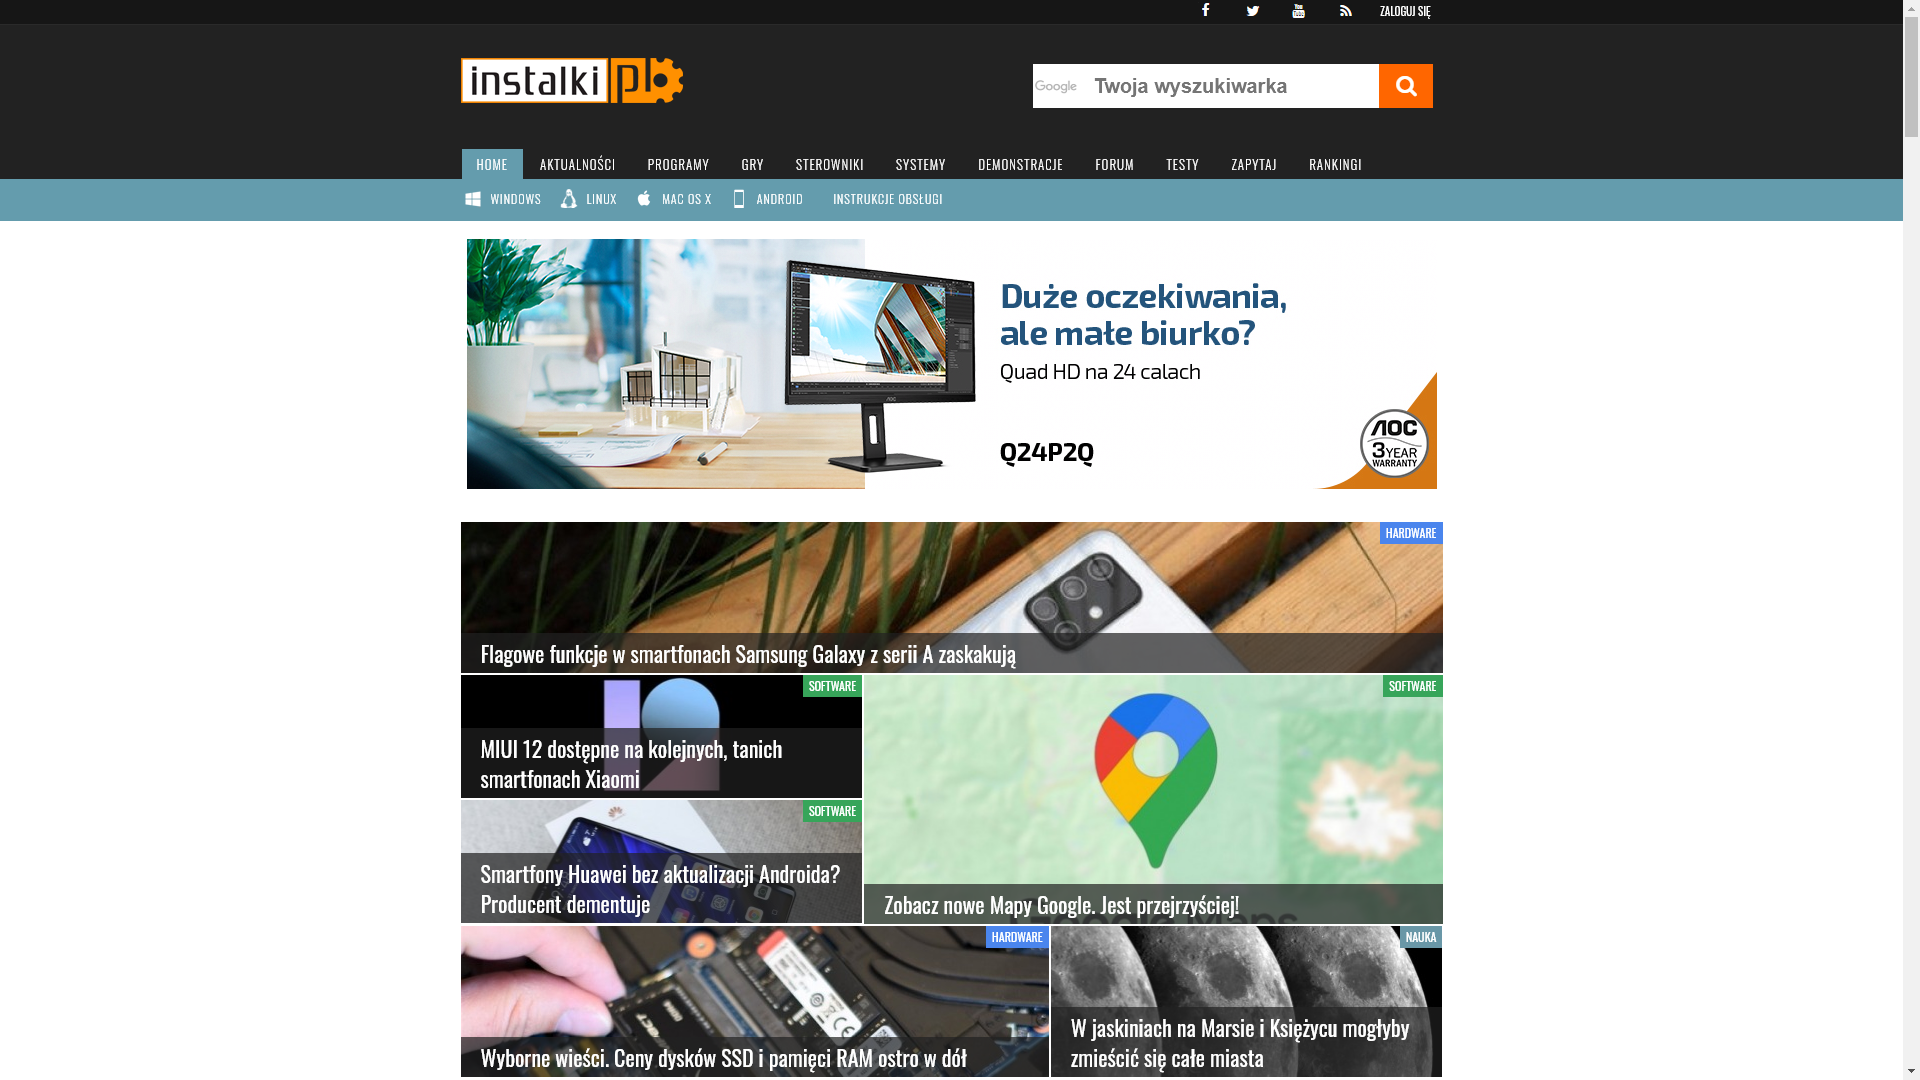 ZALOGUJ SIĘ
instalki pl
Google Twoja wyszukiwarka
HOME AKTUALNOŚCI PROGRAMY GRY STEROWNIKI SYSTEMY DEMONSTRACJE FORUM TESTY ZAPYTAJ RANKINGI
WINDOWS LINUX MAC OS X ANDROID INSTRUKCJE OBSŁUGI
Duże oczekiwania,
ale małe biurko?
Quad HD na 24 calach
Q24P2Q
AOC
3 YEAR
WARRANTY
HARDWARE
Flagowe funkcje w smartfonach Samsung Galaxy z serii A zaskakują
SOFTWARE
MIUI 12 dostępne na kolejnych, tanich
smartfonach Xiaomi
SOFTWARE
Smartfony Huawei bez aktualizacji Androida?
Producent dementuje
SOFTWARE
Zobacz nowe Mapy Google. Jest przejrzyściej!
HARDWARE
Wyborne wieści. Ceny dysków SSD i pamięci RAM ostro w dół
NAUKA
W jaskiniach na Marsie i Księżycu mogłyby
zmieścić się całe miasta